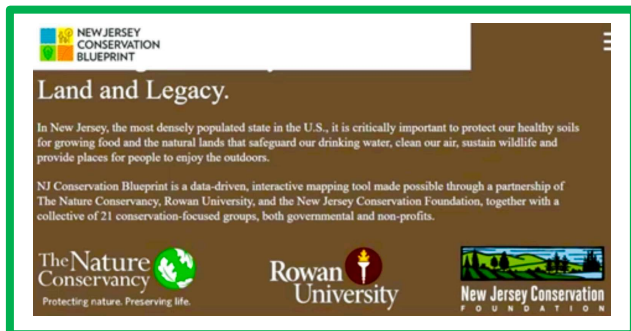 NEW JERSEY
CONSERVATION
BLUEPRINT
Land and Legacy.
In New Jersey, the most densely populated state in the U.S., it is critically important to protect our healthy soils
for growing food and the natural lands that safeguard our drinking water, clean our air, sustain wildlife and
provide places for people to enjoy the outdoors.
NJ Conservation Blueprint is a data-driven, interactive mapping tool made possible through a partnership of
The Nature Conservancy, Rowan University, and the New Jersey Conservation Foundation, together with a
collective of 21 conservation-focused groups, both governmental and non-profits.
The Nature
Conservancy
Protecting nature. Preserving life.
Rowan
University
New Jersey Conservation
FOUNDATION